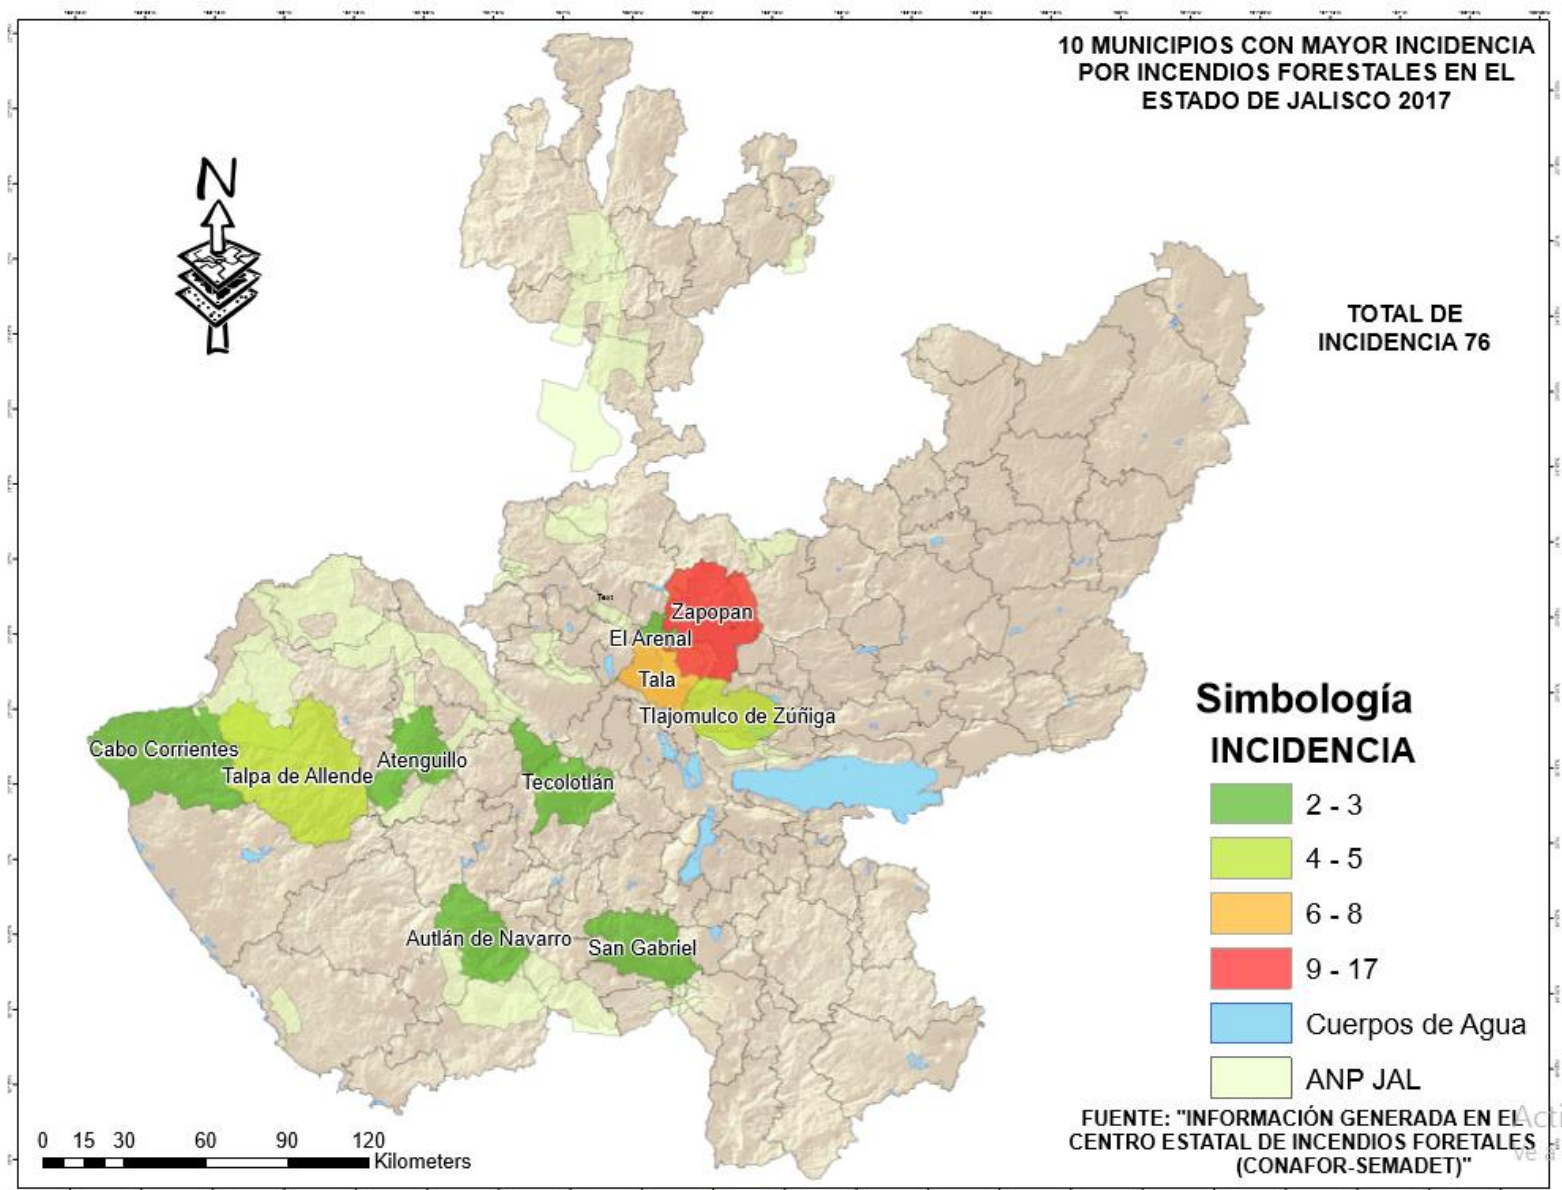 10 MUNICIPIOS CON MAYOR INCIDENCIA
POR INCENDIOS FORESTALES EN EL
ESTADO DE JALISCO 2017
N
TOTAL DE
INCIDENCIA 76
Text
Zapopan
El Arenal
Tala
Tlajomulco de Zúñiga
Cabo Corrientes
Talpa de Allende
Atenguillo
Tecolotlán
Autlán de Navarro
San Gabriel
Simbología
INCIDENCIA
2 - 3
4 - 5
6 - 8
9 - 17
Cuerpos de Agua
ANP JAL
FUENTE: "INFORMACIÓN GENERADA EN EL
CENTRO ESTATAL DE INCENDIOS FORETALES
(CONAFOR-SEMADET)"
0 15 30 60 90 120
Kilometers